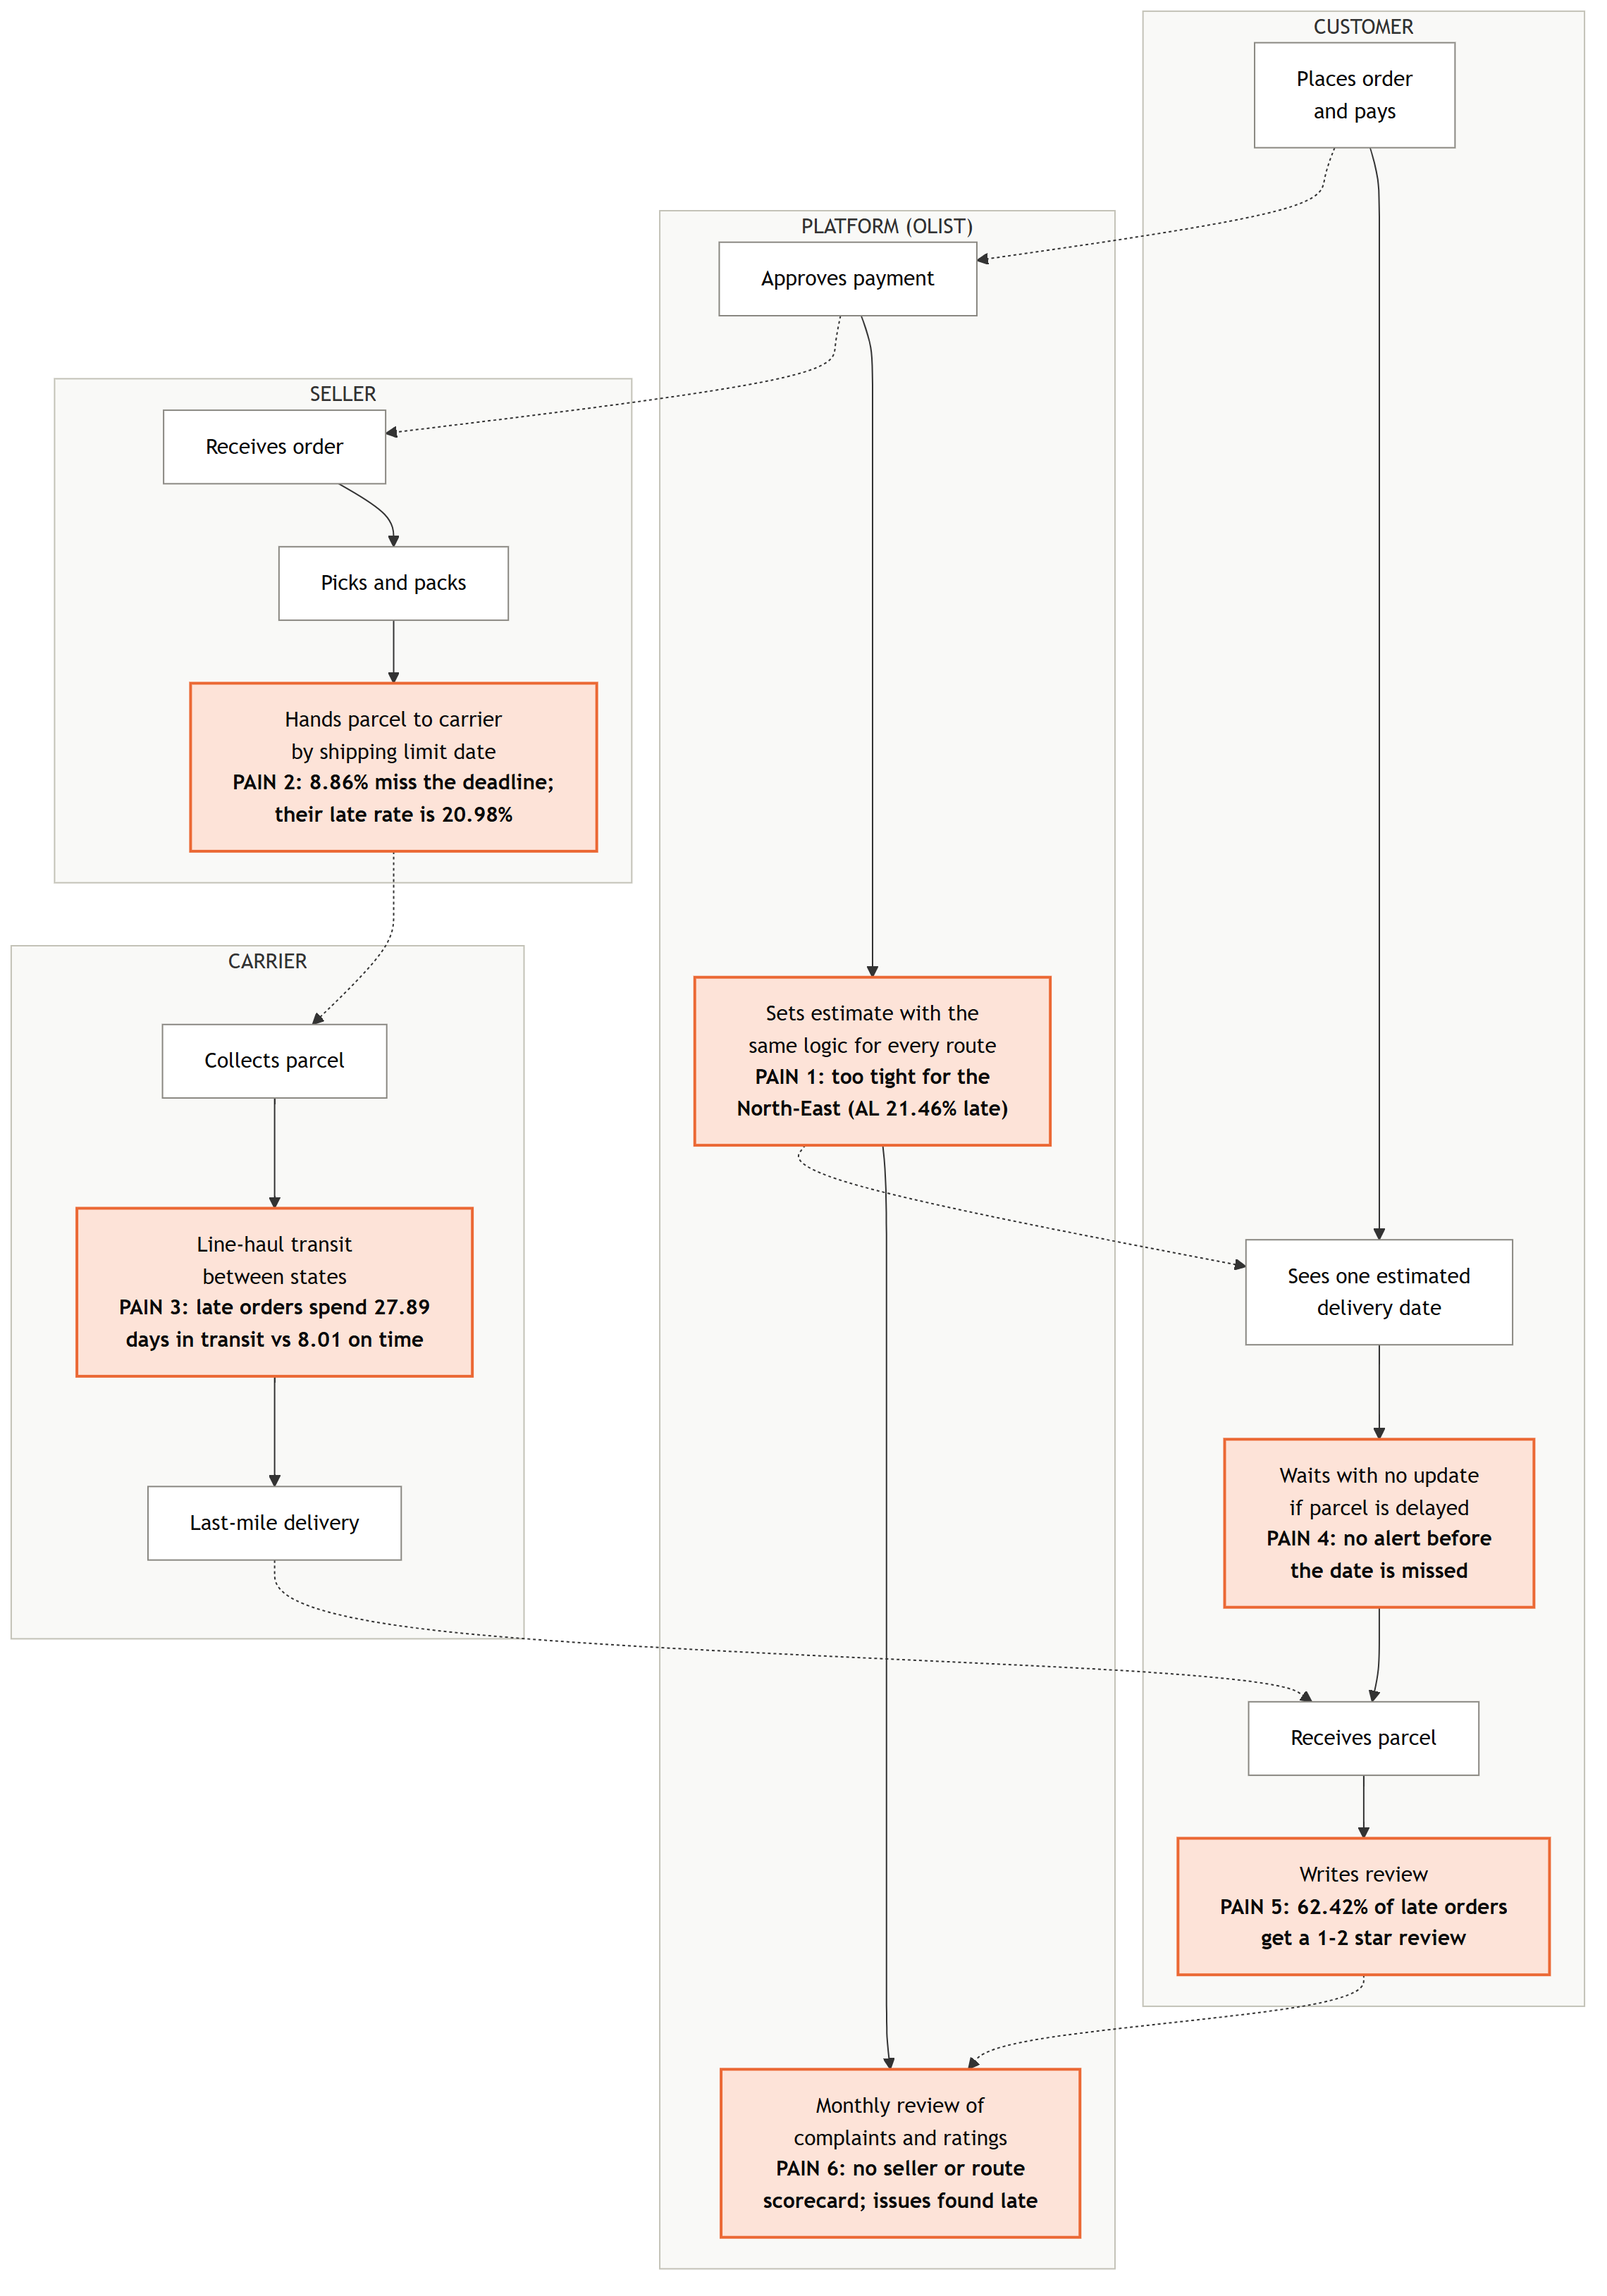 CUSTOMER
Places order
and pays
PLATFORM (OLIST)
Approves payment
SELLER
Receives order
Picks and packs
Hands parcel to carrier
by shipping limit date
PAIN 2: 8.86% miss the deadline;
their late rate is 20.98%
CARRIER
Collects parcel
Sets estimate with the
same logic for every route
PAIN 1: too tight for the
North-East (AL 21.46% late)
Line-haul transit
between states
PAIN 3: late orders spend 27.89
days in transit vs 8.01 on time
Sees one estimated
delivery date
Waits with no update
if parcel is delayed
PAIN 4: no alert before
the date is missed
Last-mile delivery
Receives parcel
Writes review
PAIN 5: 62.42% of late orders
get a 1-2 star review
Monthly review of
complaints and ratings
PAIN 6: no seller or route
scorecard; issues found late